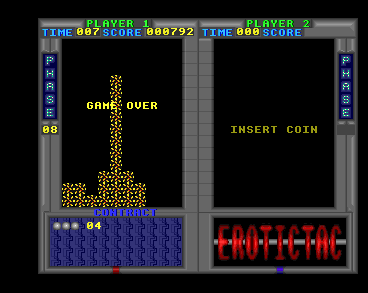 PLAYER 1
TIME 007 SCORE 000792
PHASE
08
GAME OVER
CONTRACT
04
PLAYER 2
TIME 000 SCORE
PHASE
INSERT COIN
EROTICTAC